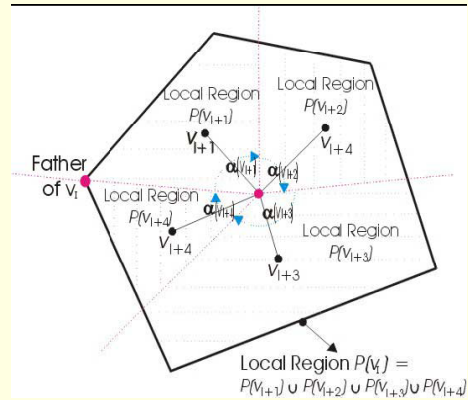 Local Region
P(v_{l+1})
v_{l+1}
Local Region
P(v_{l+2})
v_{l+4}
Father
of v_l
α(v_{l+1})
α(v_{l+2})
Local Region
P(v_{l+4})
α(v_{l+4})
v_{l+4}
α(v_{l+3})
Local Region
P(v_{l+3})
v_{l+3}
Local Region P(v_l) =
P(v_{l+1}) ∪ P(v_{l+2}) ∪ P(v_{l+3}) ∪ P(v_{l+4})